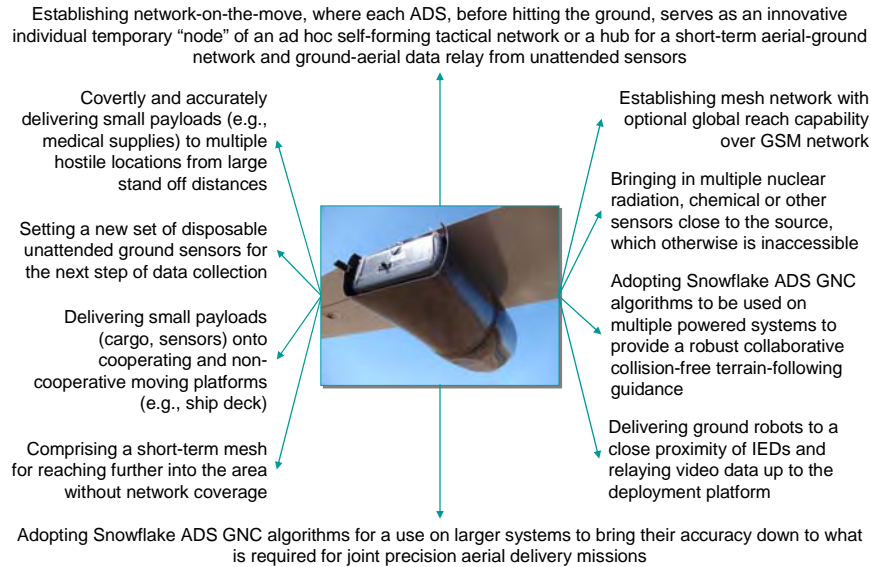 Establishing network-on-the-move, where each ADS, before hitting the ground, serves as an innovative
individual temporary “node” of an ad hoc self-forming tactical network or a hub for a short-term aerial-ground
network and ground-aerial data relay from unattended sensors
Covertly and accurately
delivering small payloads (e.g.,
medical supplies) to multiple
hostile locations from large
stand off distances
Setting a new set of disposable
unattended ground sensors for
the next step of data collection
Delivering small payloads
(cargo, sensors) onto
cooperating and non-
cooperative moving platforms
(e.g., ship deck)
Comprising a short-term mesh
for reaching further into the area
without network coverage
Establishing mesh network with
optional global reach capability
over GSM network
Bringing in multiple nuclear
radiation, chemical or other
sensors close to the source,
which otherwise is inaccessible
Adopting Snowflake ADS GNC
algorithms to be used on
multiple powered systems to
provide a robust collaborative
collision-free terrain-following
guidance
Delivering ground robots to a
close proximity of IEDs and
relaying video data up to the
deployment platform
Adopting Snowflake ADS GNC algorithms for a use on larger systems to bring their accuracy down to what
is required for joint precision aerial delivery missions